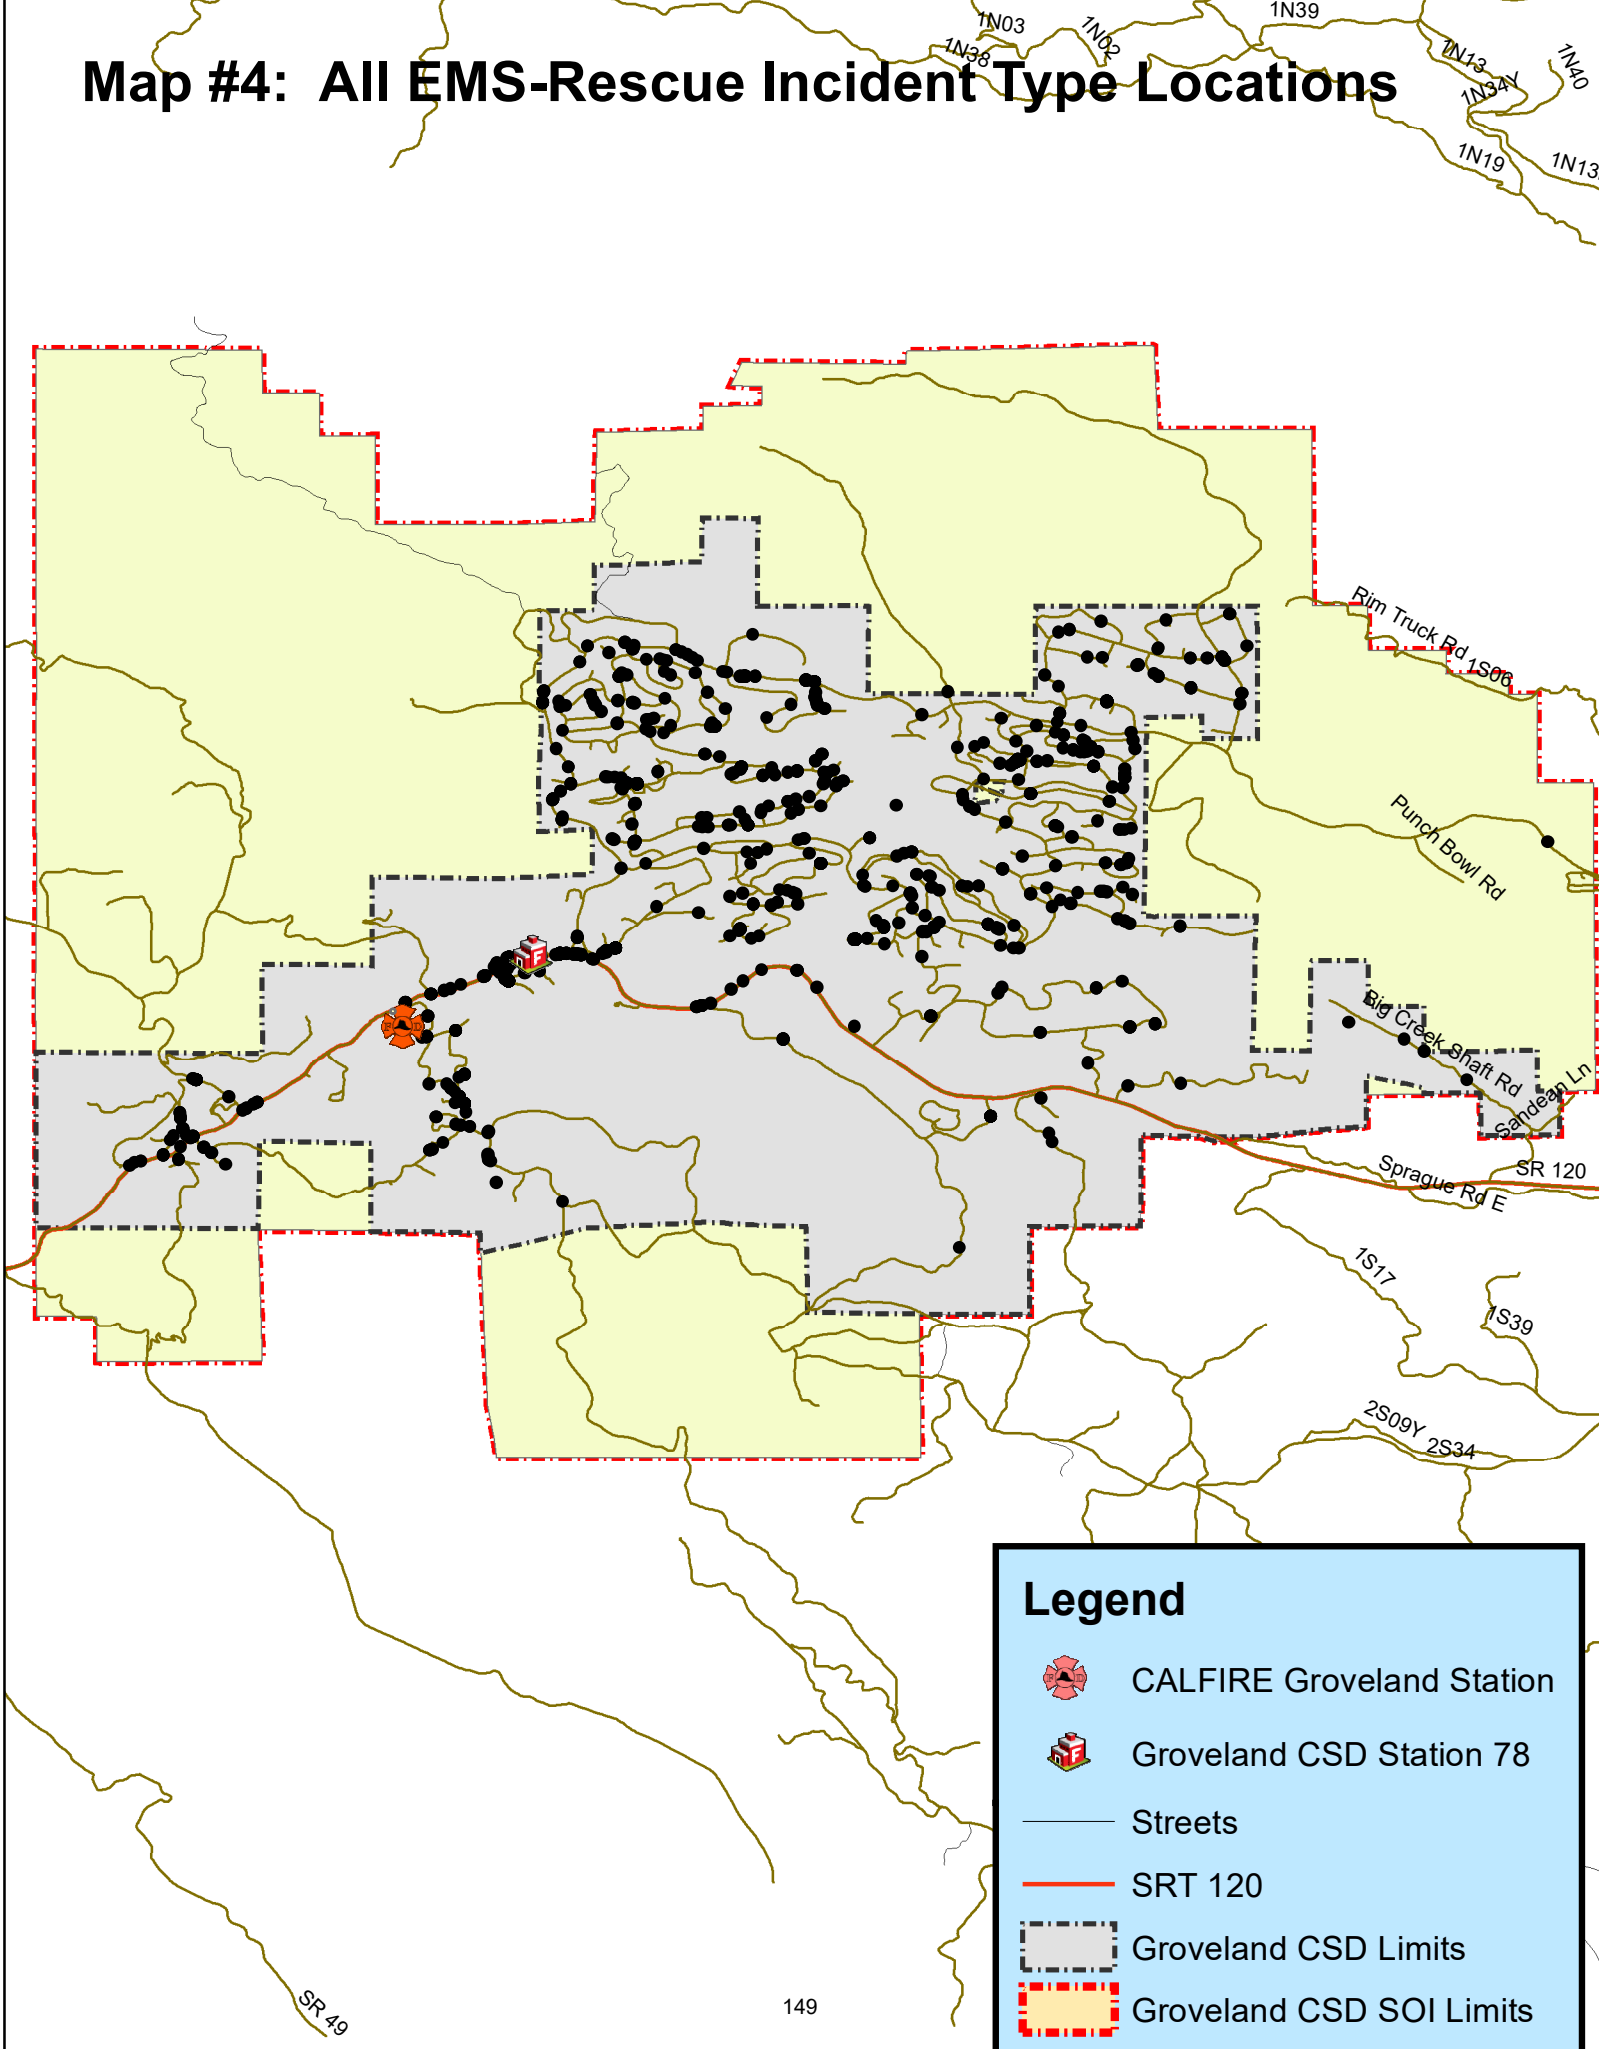 1N39
1N03
1N02
1N38
1N13
1N40
Map #4:  All EMS-Rescue Incident Type Locations
1N34Y
1N19
1N13
Rim Truck Rd
1S06
Punch Bowl Rd
Big Creek Shaft Rd
Sandean Ln
SR 120
Sprague Rd E
1S17
1S39
2S09Y
2S34
Legend
CALFIRE Groveland Station
Groveland CSD Station 78
Streets
SRT 120
Groveland CSD Limits
Groveland CSD SOI Limits
149
SR 49